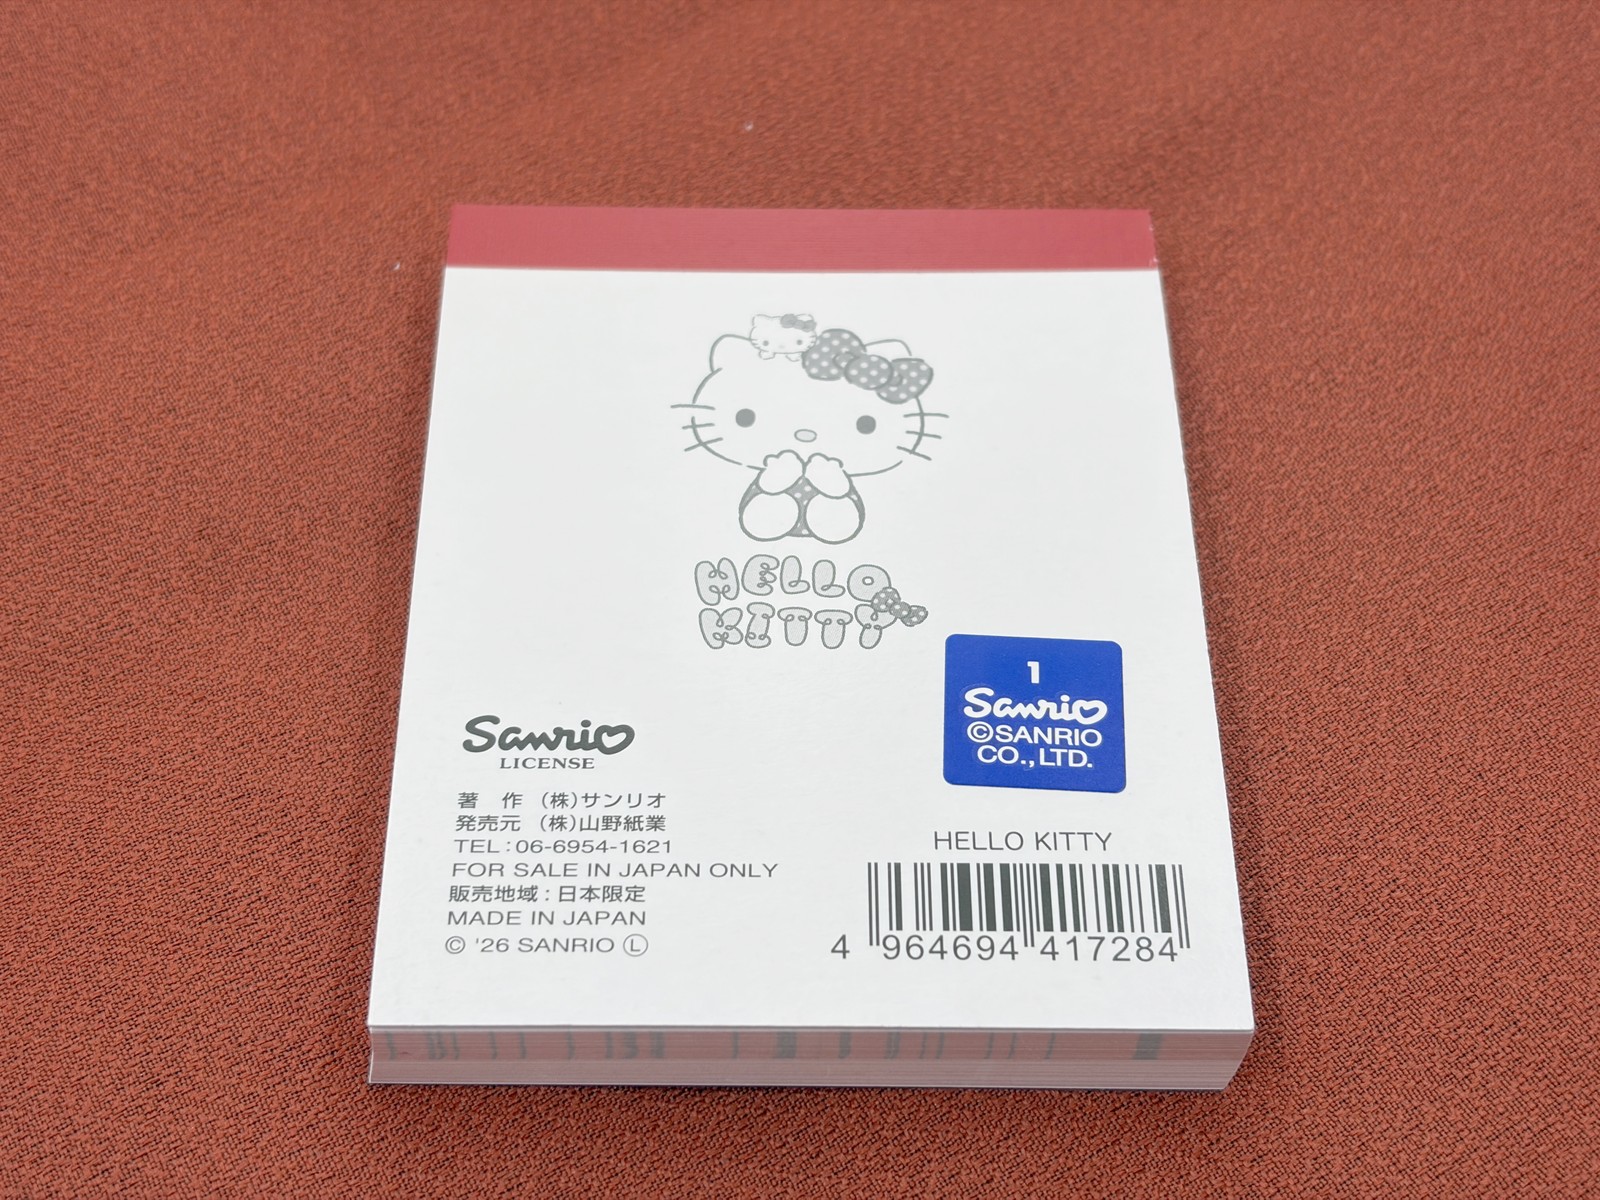 HELLO
KITTY
1
Sanrio
©SANRIO
CO.,LTD.
Sanrio
LICENSE
著 作 (株)サンリオ
発売元 (株)山野紙業
TEL:06-6954-1621
FOR SALE IN JAPAN ONLY
販売地域:日本限定
MADE IN JAPAN
© '26 SANRIO Ⓛ
HELLO KITTY
4 964694 417284